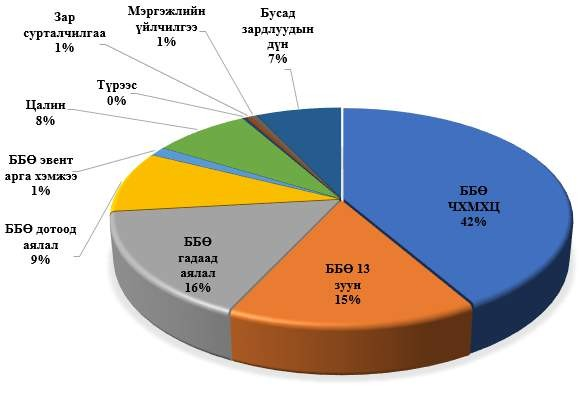 Зар
сурталчилгаа
1%
Мэргэжлийн
үйлчилгээ
1%
Бусад
зардлуудын
дүн
7%
Түрээс
0%
Цалин
8%
ББӨ эвент
арга хэмжээ
1%
ББӨ дотоод
аялал
9%
ББӨ
гадаад
аялал
16%
ББӨ 13
зуун
15%
ББӨ
ЧХМХЦ
42%